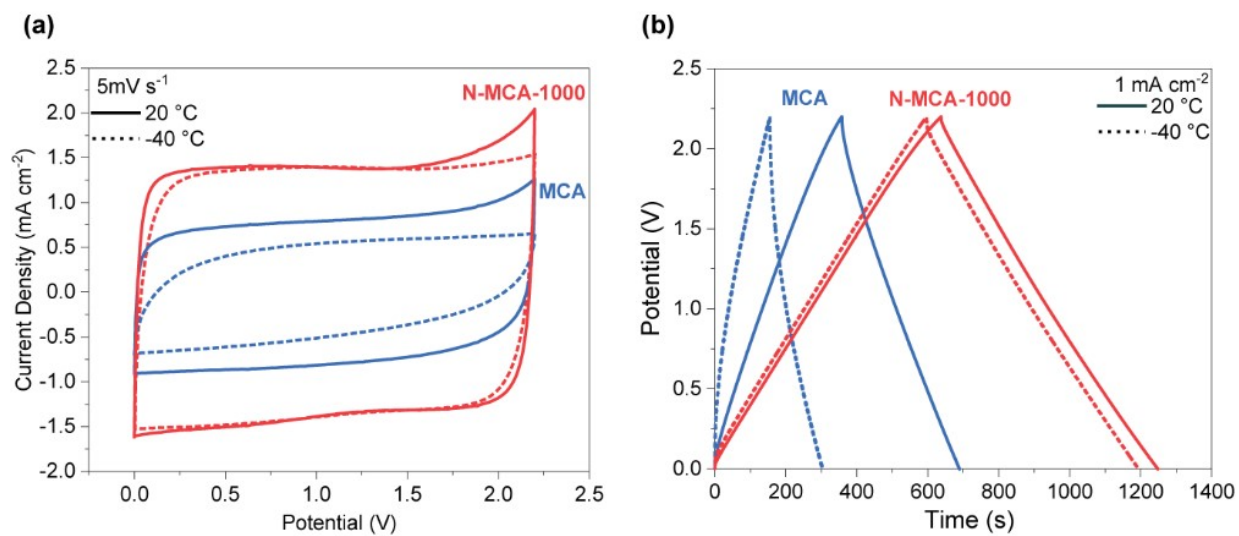 (a)
5mV s⁻¹
20 °C
-40 °C
N-MCA-1000
MCA
Current Density (mA cm⁻²)
2.5
2.0
1.5
1.0
0.5
0.0
-0.5
-1.0
-1.5
-2.0
0.0 0.5 1.0 1.5 2.0 2.5
Potential (V)
(b)
1 mA cm⁻²
20 °C
-40 °C
MCA
N-MCA-1000
Potential (V)
2.5
2.0
1.5
1.0
0.5
0.0
0 200 400 600 800 1000 1200 1400
Time (s)